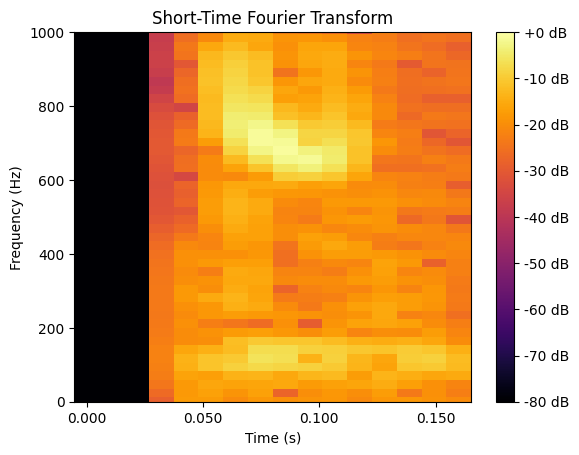 Short-Time Fourier Transform
Frequency (Hz)
1000
800
600
400
200
0
0.000
0.050
0.100
0.150
Time (s)
+0 dB
-10 dB
-20 dB
-30 dB
-40 dB
-50 dB
-60 dB
-70 dB
-80 dB